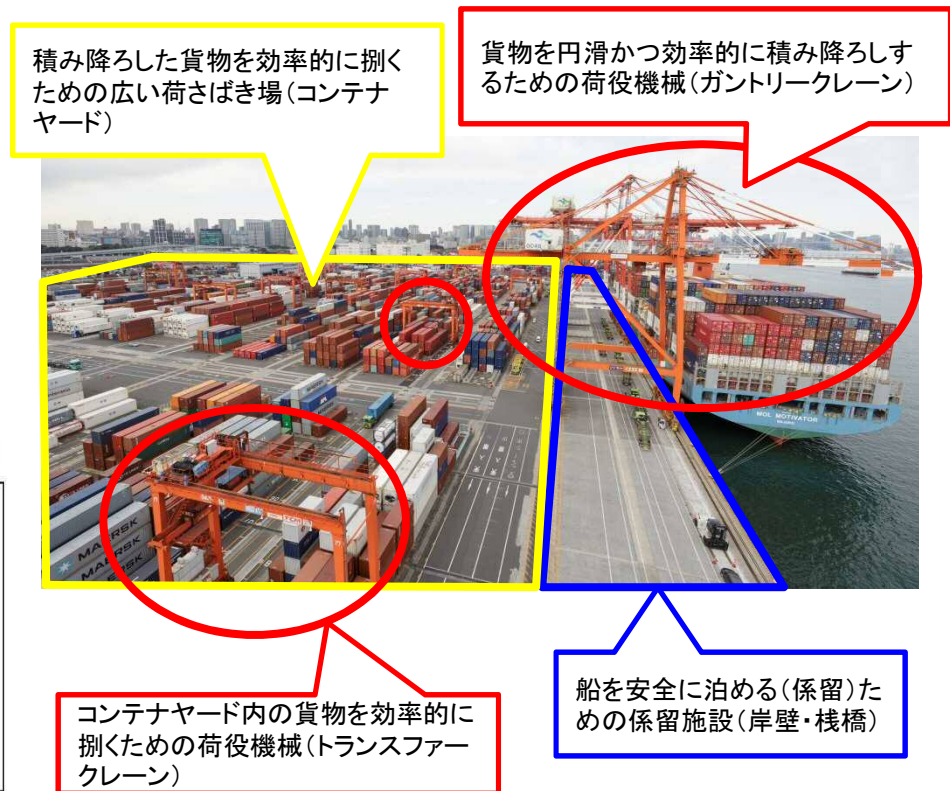 積み降ろした貨物を効率的に捌く
ための広い荷さばき場(コンテナ
ヤード)
貨物を円滑かつ効率的に積み降ろしす
るための荷役機械(ガントリークレーン)
MOL MOTIVATOR
MAERSK
MAERSK
MAERSK
コンテナヤード内の貨物を効率的に
捌くための荷役機械(トランスファー
クレーン)
船を安全に泊める(係留)た
めの係留施設(岸壁・桟橋)